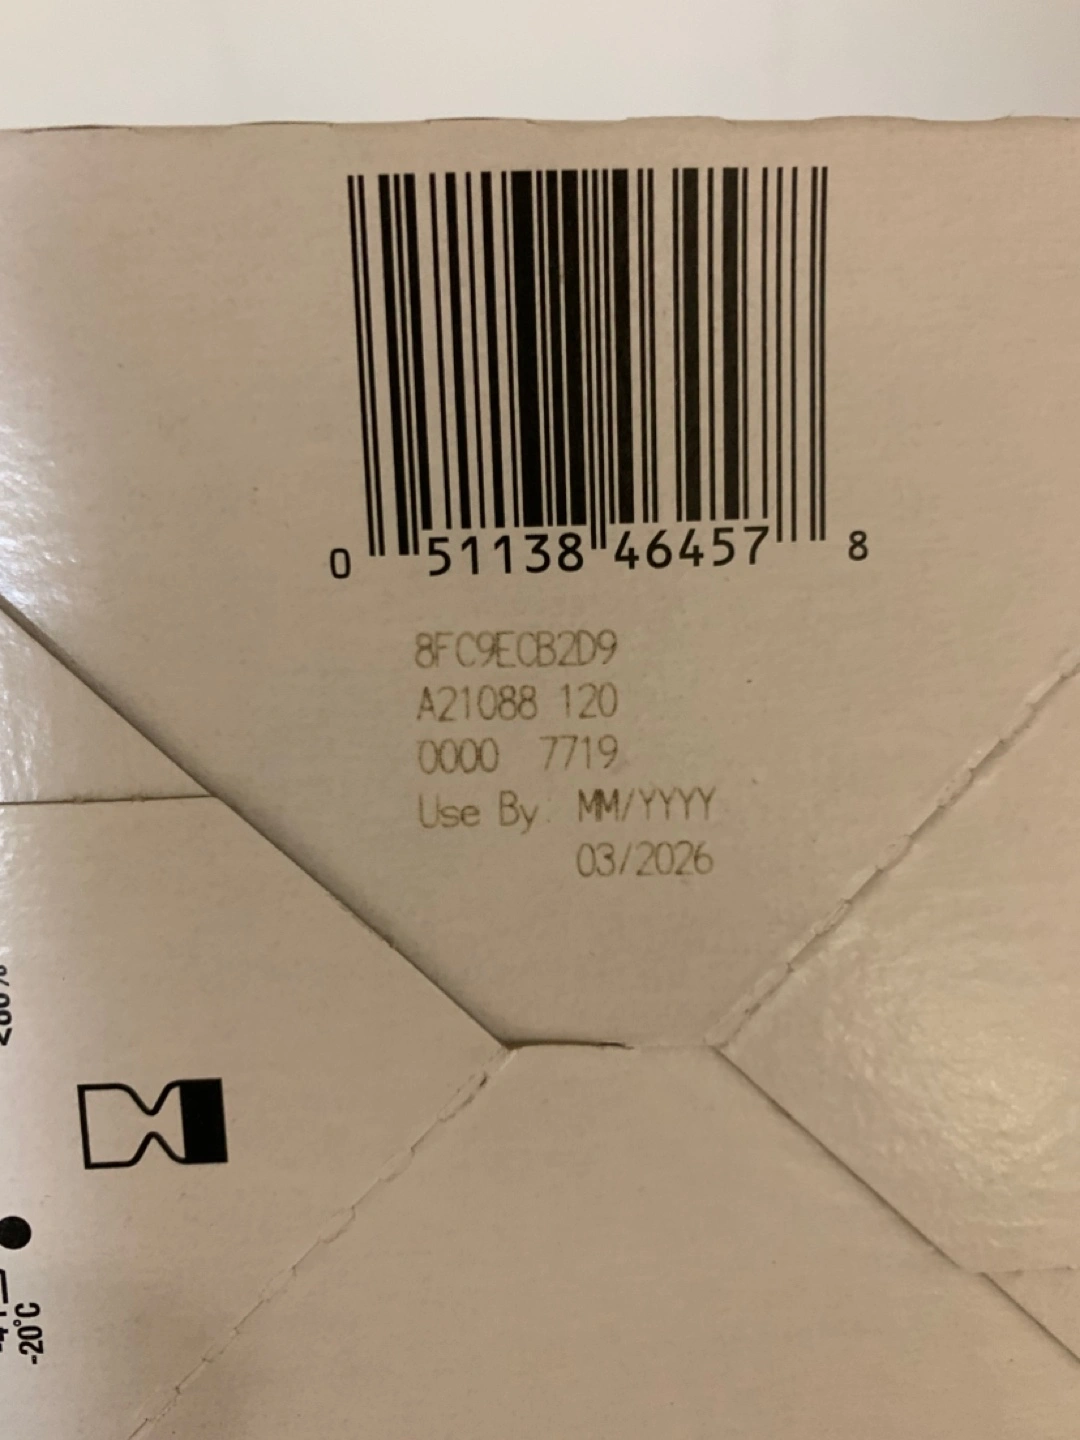 0 51138 46457 8
8FC9ECB2D9
A21088 120
0000 7719
Use By: MM/YYYY
03/2026
-20°C